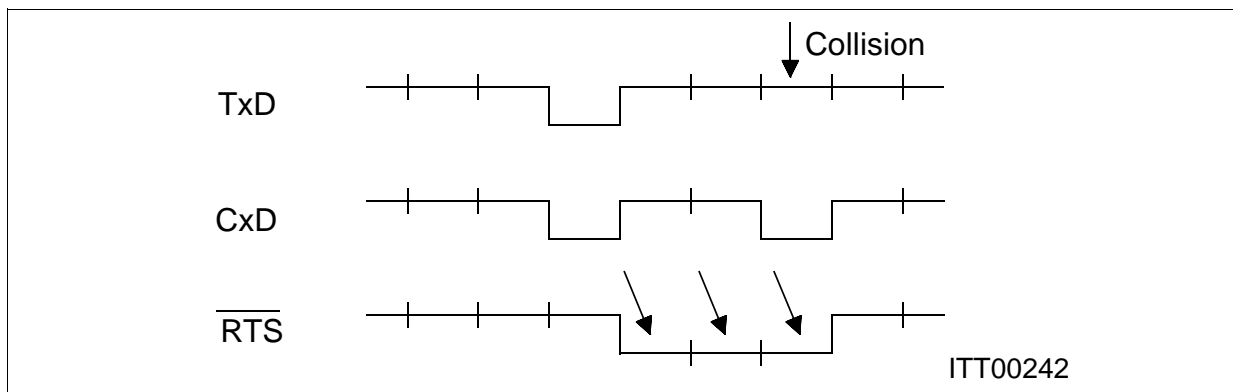 Collision
TxD
CxD
RTS
ITT00242